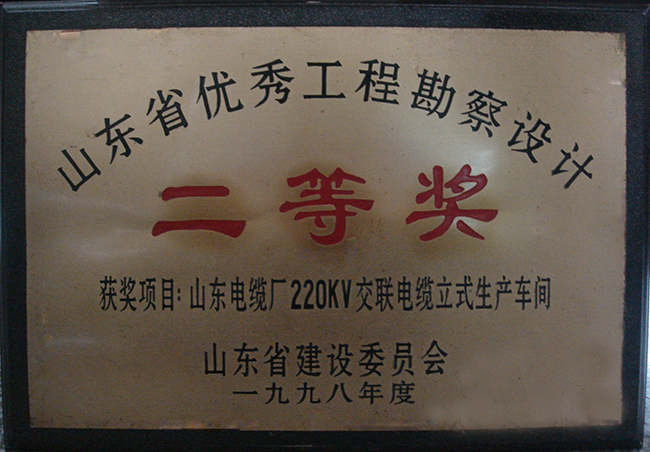 山东省优秀工程勘察设计
二等奖
获奖项目:山东电缆厂220KV交联电缆立式生产车间
山东省建设委员会
一九九八年度